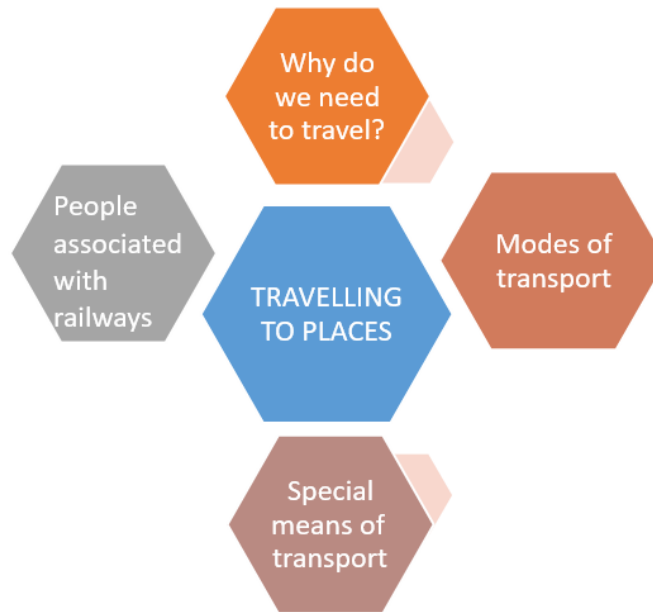 Why do
we need
to travel?
People
associated
with
railways
Modes of
transport
TRAVELLING
TO PLACES
Special
means of
transport